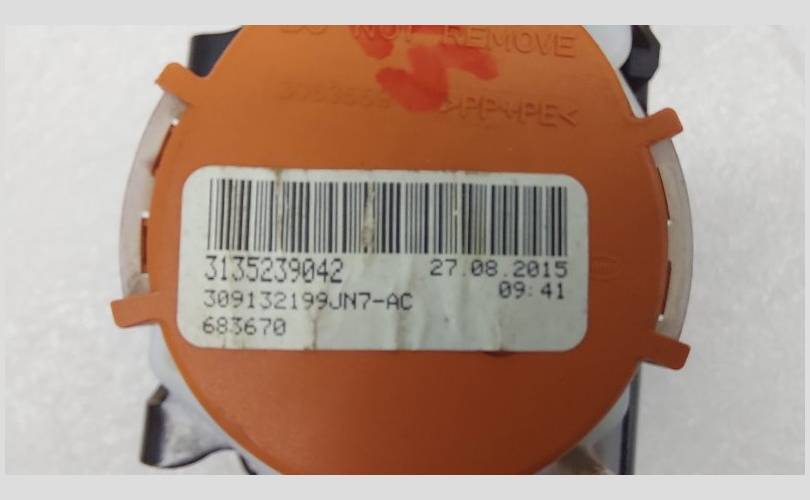 DO NOT REMOVE
>PP+PE<
3135239042
27.08.2015
09:41
309132199JN7-AC
683670